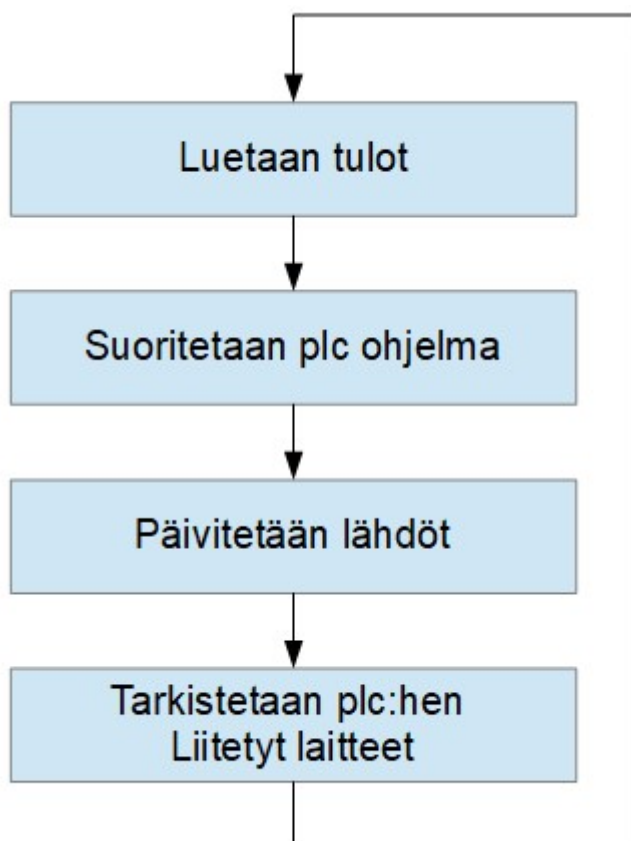 Luetaan tulot
Suoritetaan plc ohjelma
Päivitetään lähdöt
Tarkistetaan plc:hen
Liitetyt laitteet